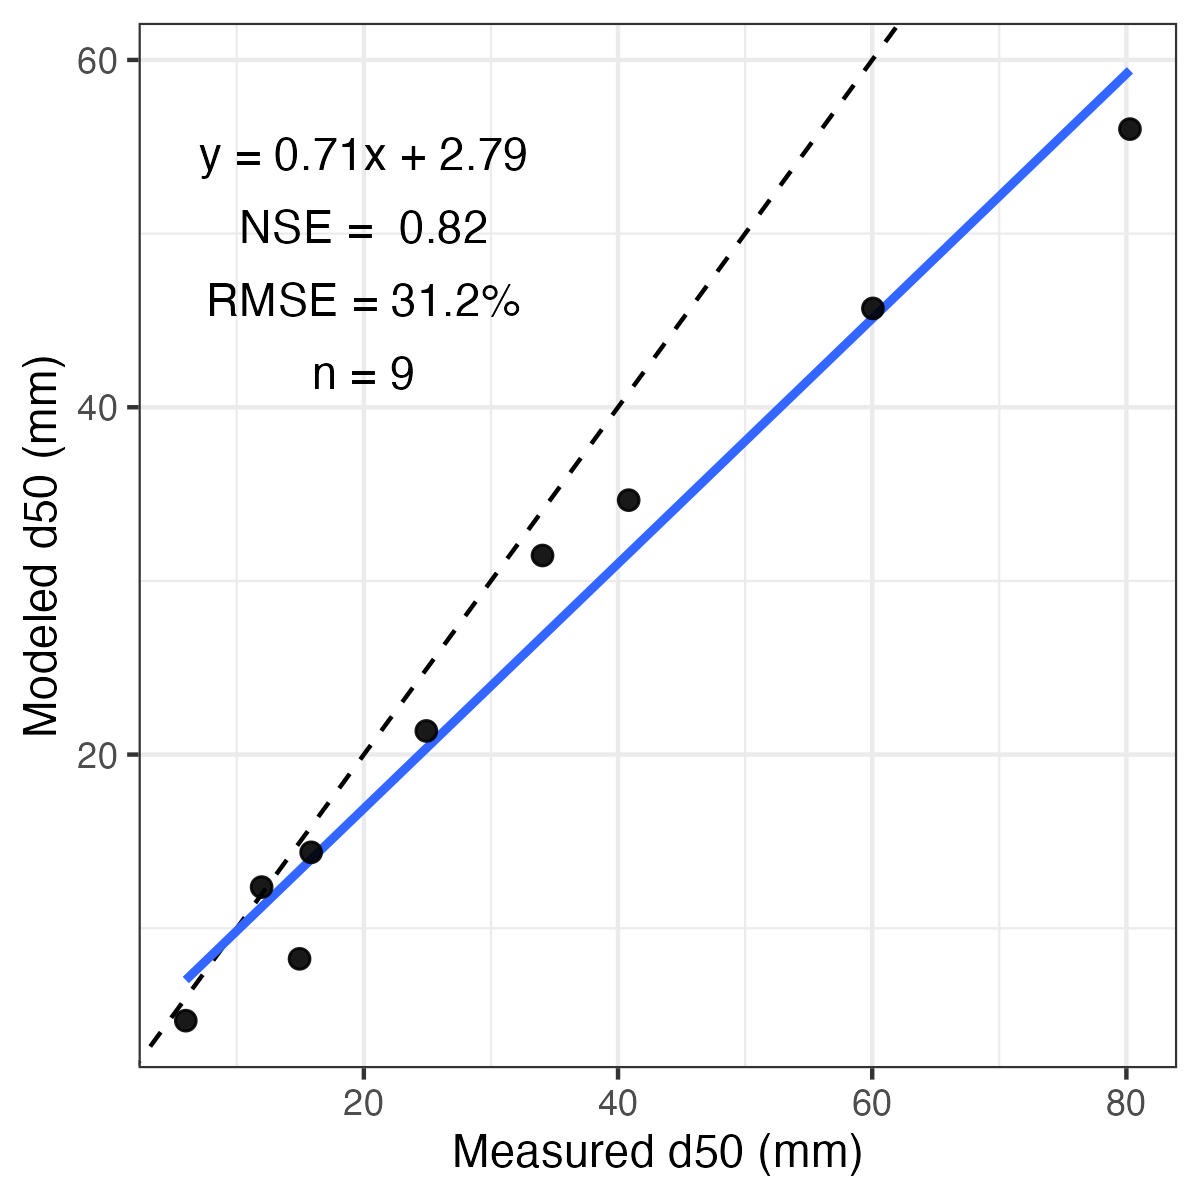 60
40
20
y = 0.71x + 2.79
NSE =  0.82
RMSE = 31.2%
n = 9
Modeled d50 (mm)
20
40
60
80
Measured d50 (mm)